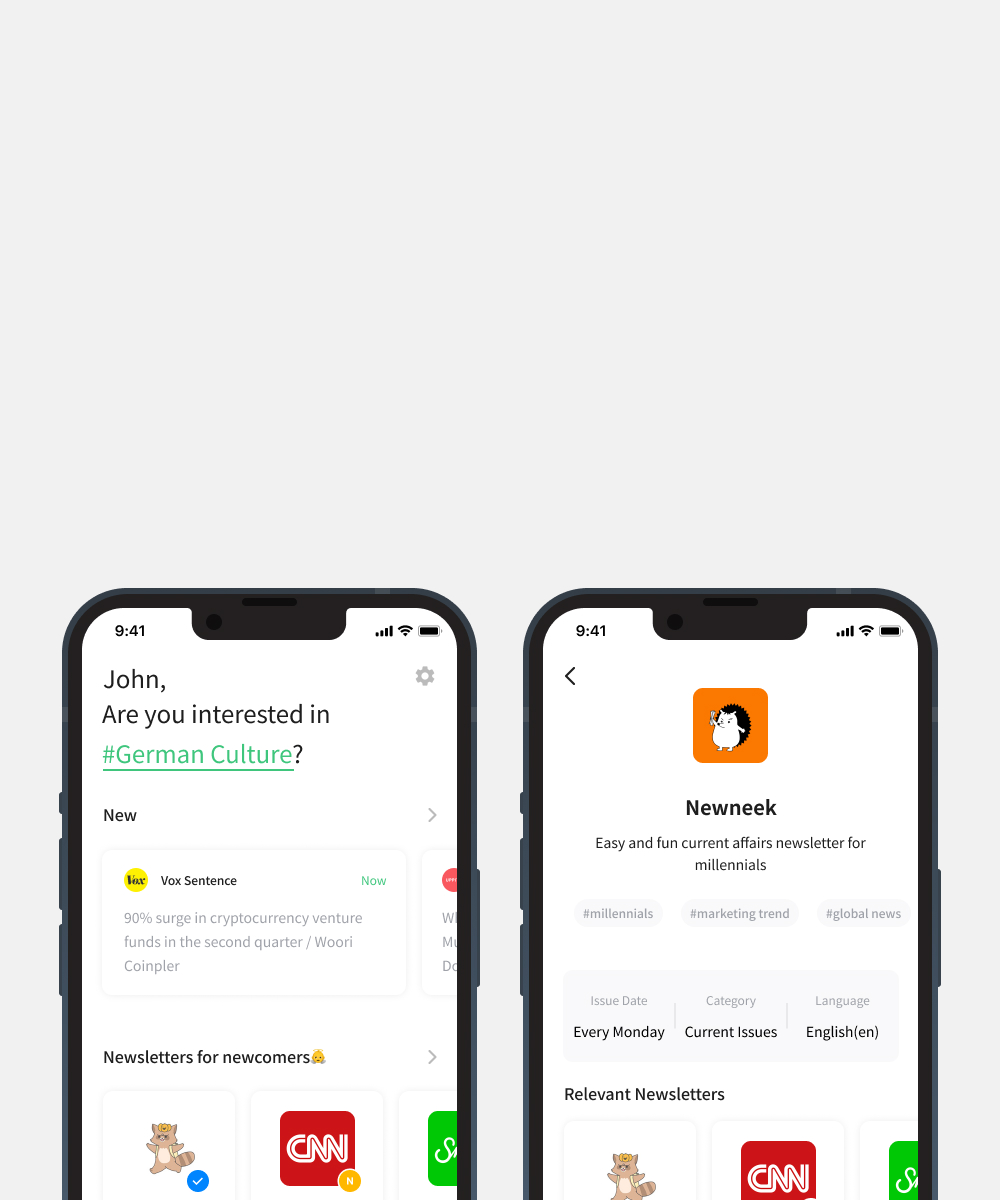 9:41
John,
Are you interested in
#German Culture?
New
Vox
Vox Sentence
Now
90% surge in cryptocurrency venture
funds in the second quarter / Woori
Coinpler
Newsletters for newcomers
CNN
N
9:41
Newneek
Easy and fun current affairs newsletter for
millennials
#millennials
#marketing trend
#global news
Issue Date
Category
Language
Every Monday
Current Issues
English(en)
Relevant Newsletters
CNN